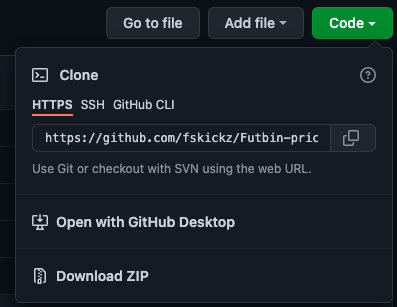 Go to file Add file Code
Clone
HTTPS SSH GitHub CLI
https://github.com/fskickz/Futbin-pric
Use Git or checkout with SVN using the web URL.
Open with GitHub Desktop
Download ZIP